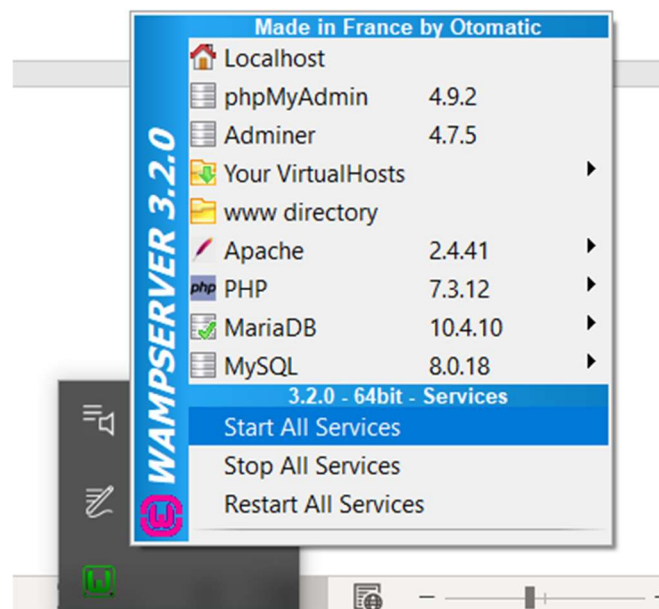 Made in France by Otomatic
Localhost
phpMyAdmin 4.9.2
Adminer 4.7.5
Your VirtualHosts
www directory
Apache 2.4.41
php PHP 7.3.12
MariaDB 10.4.10
MySQL 8.0.18
3.2.0 - 64bit - Services
Start All Services
Stop All Services
Restart All Services
WAMPSERVER 3.2.0